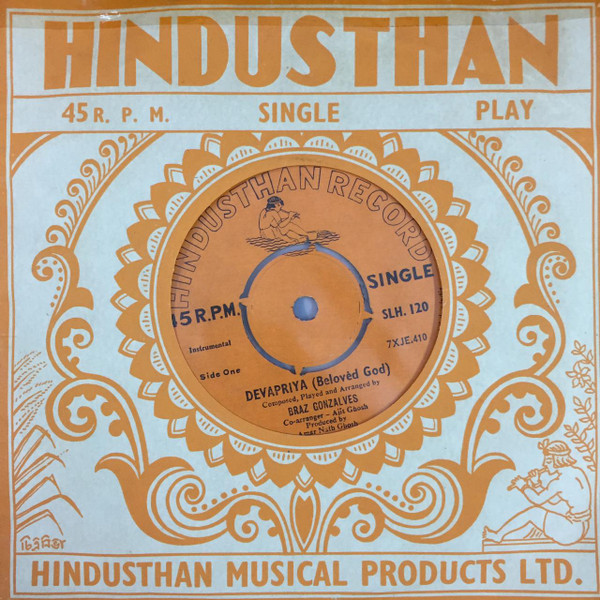 HINDUSTHAN
45 R. P. M. SINGLE PLAY
HINDUSTHAN RECORD
SINGLE
45 R.P.M.
SLH. 120
7XJE.410
Instrumental
Side One
DEVAPRIYA (Belovèd God)
Composed, Played and Arranged by
BRAZ GONZALVES
Co-arranger - Ajit Ghosh
Produced by
Amar Nath Ghosh
HINDUSTHAN MUSICAL PRODUCTS LTD.